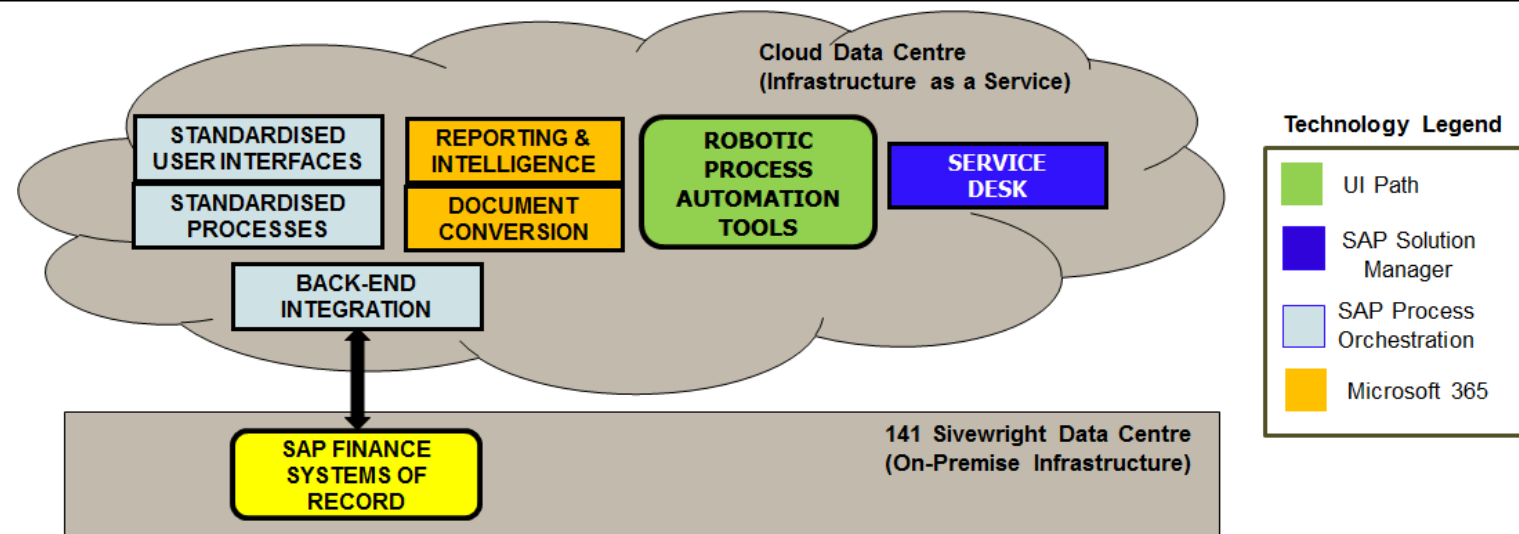 Cloud Data Centre
(Infrastructure as a Service)
STANDARDISED
USER INTERFACES
STANDARDISED
PROCESSES
REPORTING &
INTELLIGENCE
DOCUMENT
CONVERSION
ROBOTIC
PROCESS
AUTOMATION
TOOLS
SERVICE
DESK
BACK-END
INTEGRATION
SAP FINANCE
SYSTEMS OF
RECORD
141 Sivewright Data Centre
(On-Premise Infrastructure)
Technology Legend
UI Path
SAP Solution
Manager
SAP Process
Orchestration
Microsoft 365